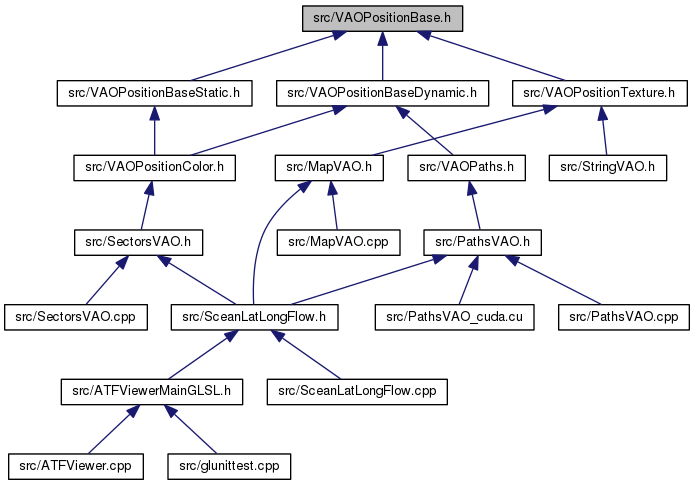 src/VAOPositionBase.h
src/VAOPositionBaseStatic.h
src/VAOPositionBaseDynamic.h
src/VAOPositionTexture.h
src/VAOPositionColor.h
src/MapVAO.h
src/VAOPaths.h
src/StringVAO.h
src/SectorsVAO.h
src/MapVAO.cpp
src/PathsVAO.h
src/SectorsVAO.cpp
src/SceanLatLongFlow.h
src/PathsVAO_cuda.cu
src/PathsVAO.cpp
src/ATFViewerMainGLSL.h
src/SceanLatLongFlow.cpp
src/ATFViewer.cpp
src/glunittest.cpp